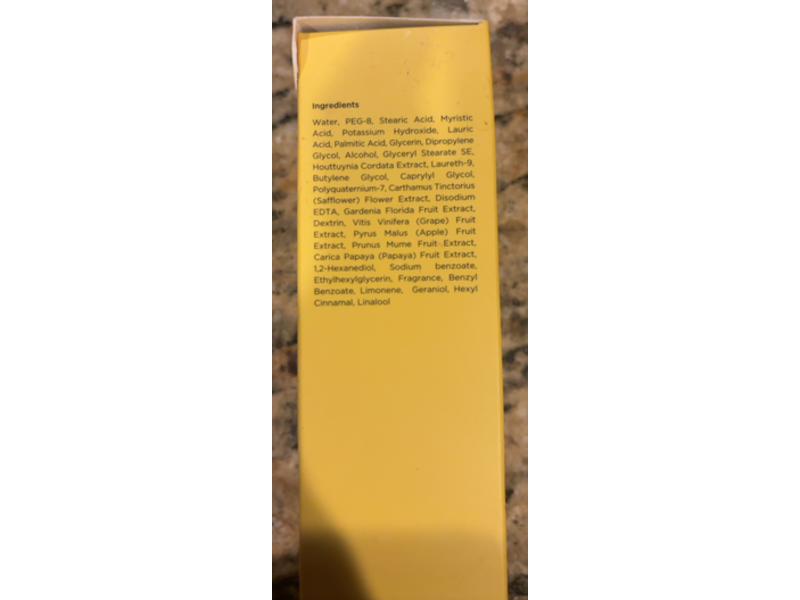 Ingredients
Water, PEG-8, Stearic Acid, Myristic
Acid, Potassium Hydroxide, Lauric
Acid, Palmitic Acid, Glycerin, Dipropylene
Glycol, Alcohol, Glyceryl Stearate SE,
Houttuynia Cordata Extract, Laureth-9,
Butylene Glycol, Caprylyl Glycol,
Polyquaternium-7, Carthamus Tinctorius
(Safflower) Flower Extract, Disodium
EDTA, Gardenia Florida Fruit Extract,
Dextrin, Vitis Vinifera (Grape) Fruit
Extract, Pyrus Malus (Apple) Fruit
Extract, Prunus Mume Fruit Extract,
Carica Papaya (Papaya) Fruit Extract,
1,2-Hexanediol, Sodium benzoate,
Ethylhexylglycerin, Fragrance, Benzyl
Benzoate, Limonene, Geraniol, Hexyl
Cinnamal, Linalool